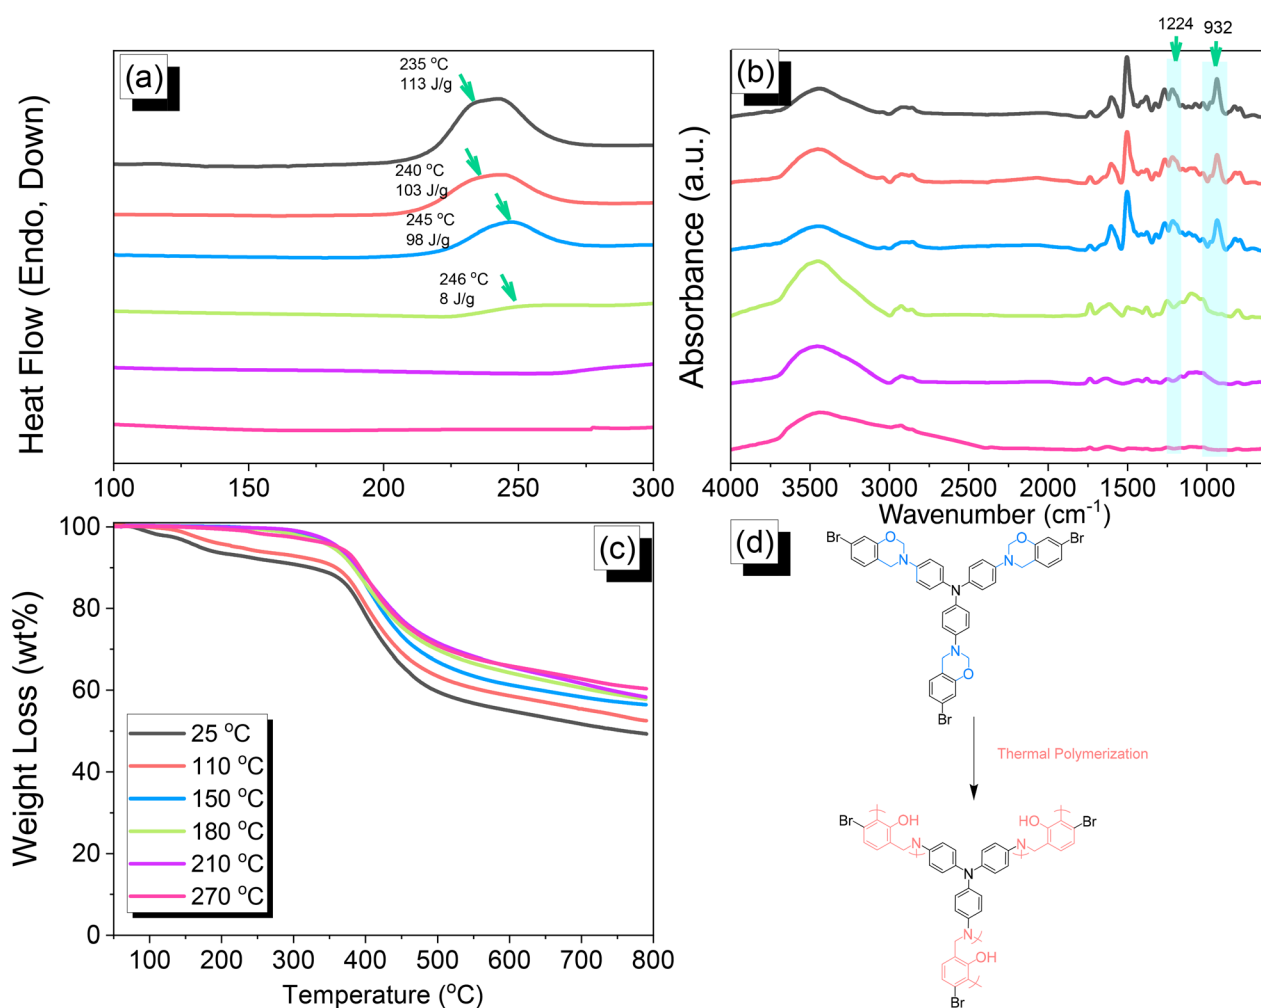 (a)
235 °C
113 J/g
240 °C
103 J/g
245 °C
98 J/g
246 °C
8 J/g
Heat Flow (Endo, Down)
100 150 200 250 300
(b)
1224 932
Absorbance (a.u.)
4000 3500 3000 2500 2000 1500 1000
Wavenumber (cm⁻¹)
(c)
Weight Loss (wt%)
100
80
60
40
20
0
25 °C
110 °C
150 °C
180 °C
210 °C
270 °C
100 200 300 400 500 600 700 800
Temperature (°C)
(d)
Br O N N O Br
N
N
O
Br
Thermal Polymerization
Br OH HO Br
N N
N
N
OH
Br